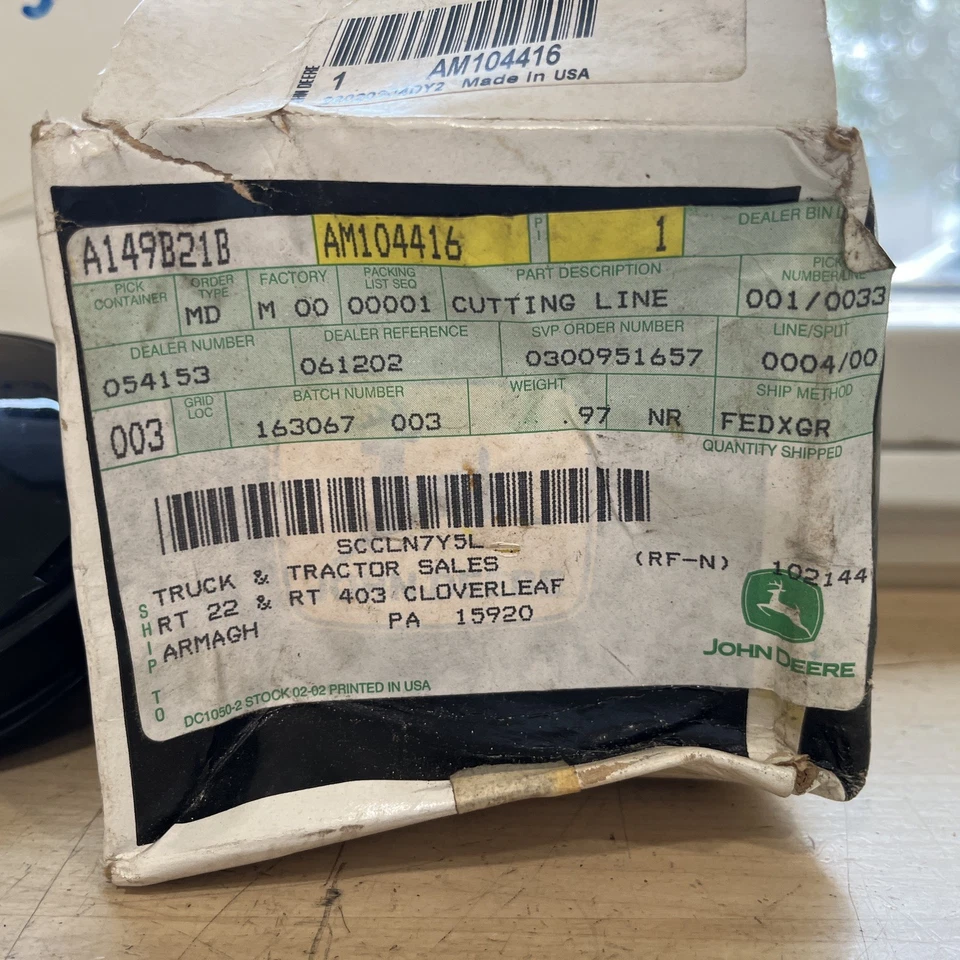 1 AM104416
JOHN DEERE
Made in USA
A149B21B AM104416 PI 1 DEALER BIN
PICK CONTAINER ORDER TYPE FACTORY PACKING LIST SEQ PART DESCRIPTION PICK NUMBER/LINE
MD M 00 00001 CUTTING LINE 001/0033
DEALER NUMBER DEALER REFERENCE SVP ORDER NUMBER LINE/SPLIT
054153 061202 0300951657 0004/00
GRID LOC BATCH NUMBER WEIGHT SHIP METHOD
003 163067 003 .97 NR FEDXGR
QUANTITY SHIPPED
SCCLN7Y5L
(RF-N) 102144
SHIP TO
TRUCK & TRACTOR SALES
RT 22 & RT 403 CLOVERLEAF
ARMAGH PA 15920
JOHN DEERE
DC1050-2 STOCK 02-02 PRINTED IN USA